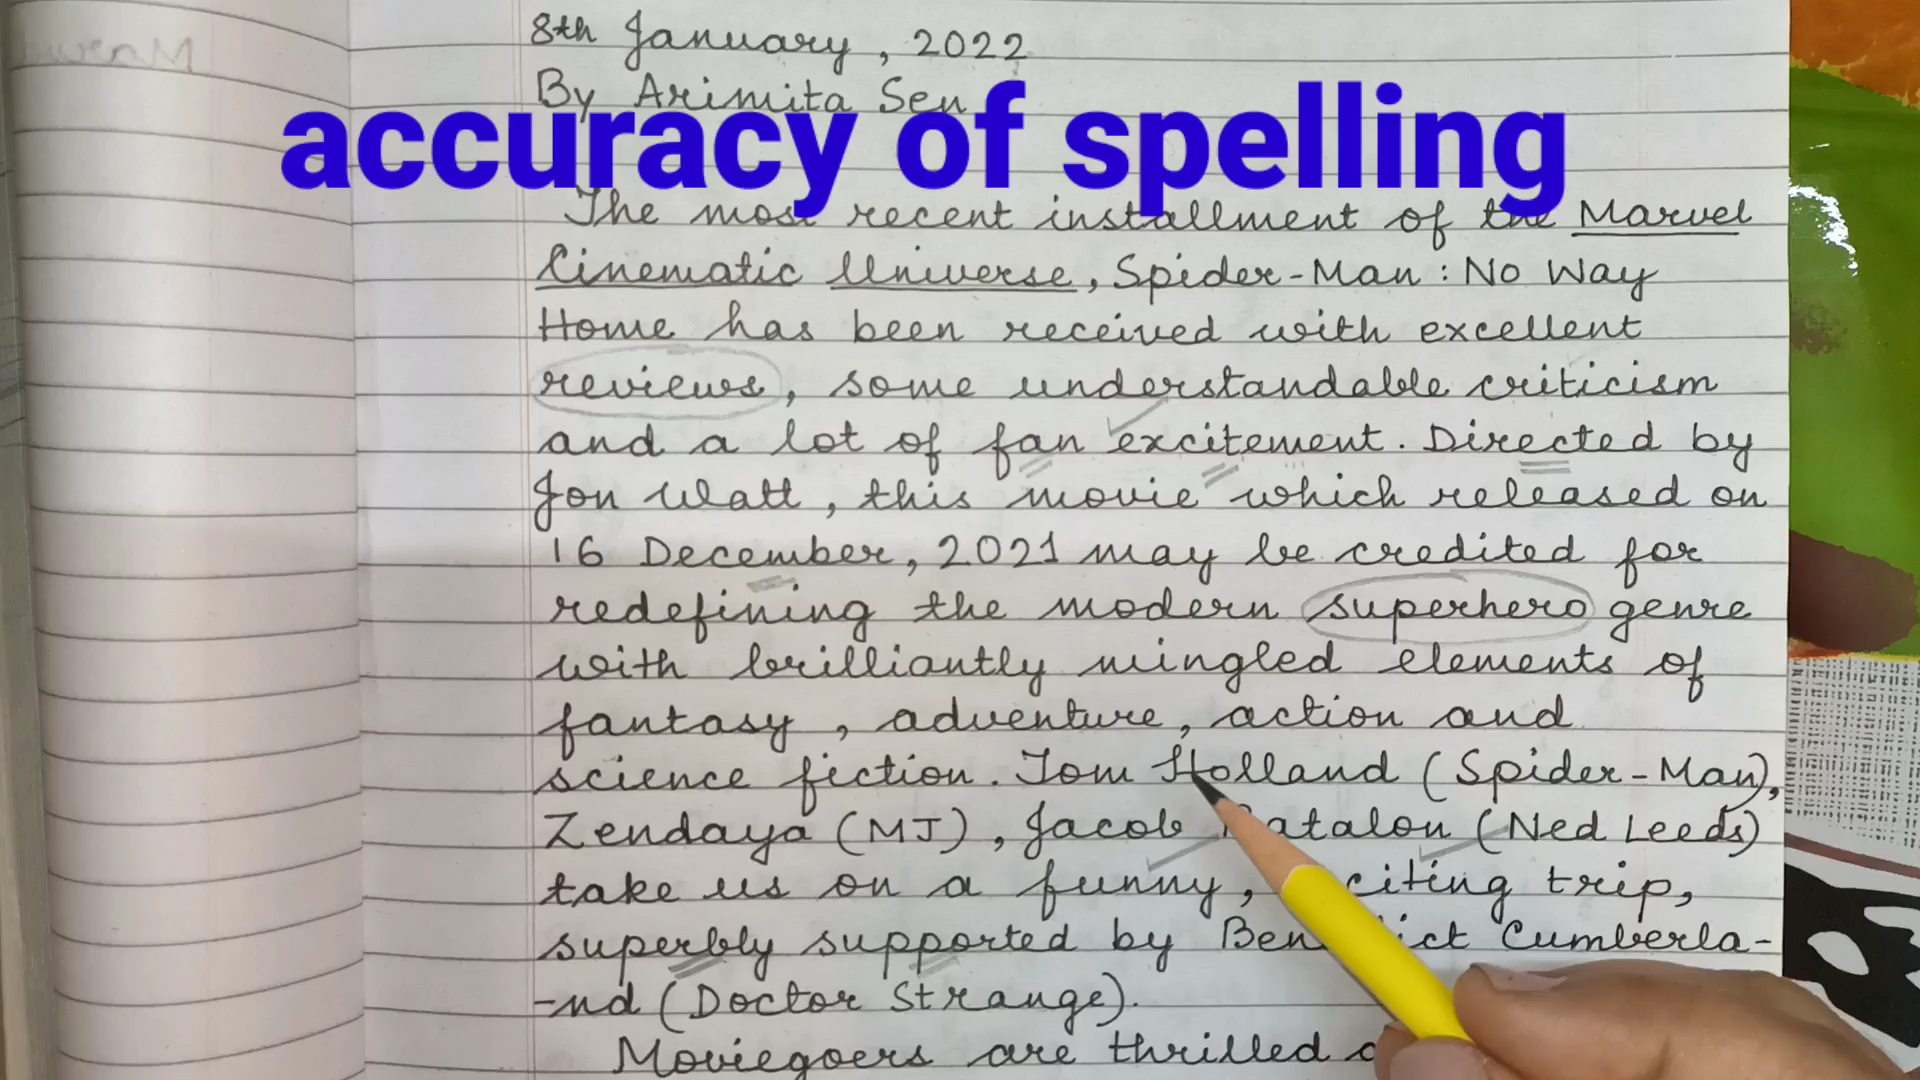 8th January, 2022
By Arimita Sen
accuracy of spelling
The most recent installment of the Marvel
Cinematic Universe, Spider-Man: No Way
Home has been received with excellent
reviews, some understandable criticism
and a lot of fan excitement. Directed by
Jon Watt, this movie which released on
16 December, 2021 may be credited for
redefining the modern superhero genre
with brilliantly mingled elements of
fantasy, adventure, action and
science fiction. Tom Holland (Spider-Man),
Zendaya (MJ), Jacob (Ned Leeds)
take us on a funny, trip,
superbly supported by Cumberla-
-nd (Doctor Strange).
Moviegoers are thrilled